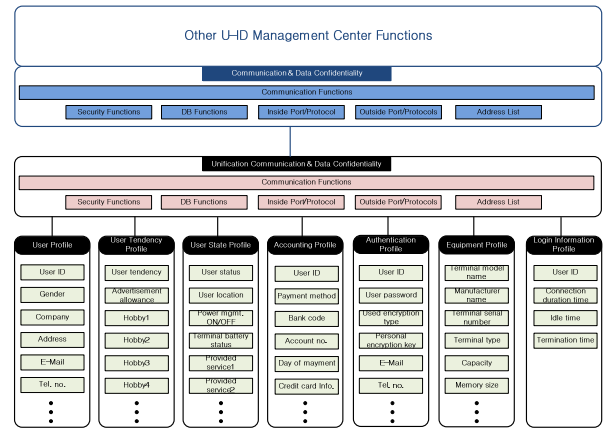 Other U-ID Management Center Functions
Communication & Data Confidentiality
Communication Functions
Security Functions
DB Functions
Inside Port/Protocol
Outside Port/Protocols
Address List
Unification Communication & Data Confidentiality
Communication Functions
Security Functions
DB Functions
Inside Port/Protocol
Outside Port/Protocols
Address List
User Profile
User ID
Gender
Company
Address
E-Mail
Tel. no.
User Tendency
Profile
User tendency
Advertisement
allowance
Hobby1
Hobby2
Hobby3
Hobby4
User State Profile
User status
User location
Power mgmt.
ON/OFF
Terminal battery
status
Provided
service1
Provided
service2
Accounting Profile
User ID
Payment method
Bank code
Account no.
Day of mayment
Credit card Info.
Authentication
Profile
User ID
User password
Used encryption
type
Personal
encryption key
E-Mail
Tel. no.
Equipment Profile
Terminal model
name
Manufacturer
name
Terminal serial
number
Terminal type
Capacity
Memory size
Login Information
Profile
User ID
Connection
duration time
Idle time
Termination time